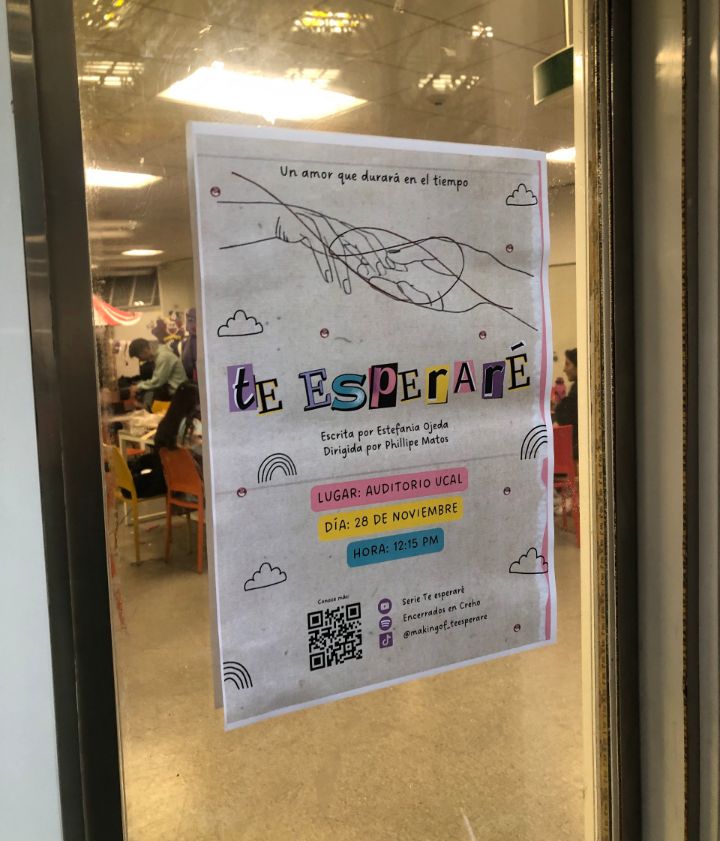 Un amor que durará en el tiempo
tE ESPEraré
Escrita por Estefania Ojeda
Dirigida por Phillipe Matos
LUGAR: AUDITORIO UCAL
DÍA: 28 DE NOVIEMBRE
HORA: 12:15 PM
Conoce más:
Serie Te esperaré
Encerrados en Creho
@makingof_teesperare